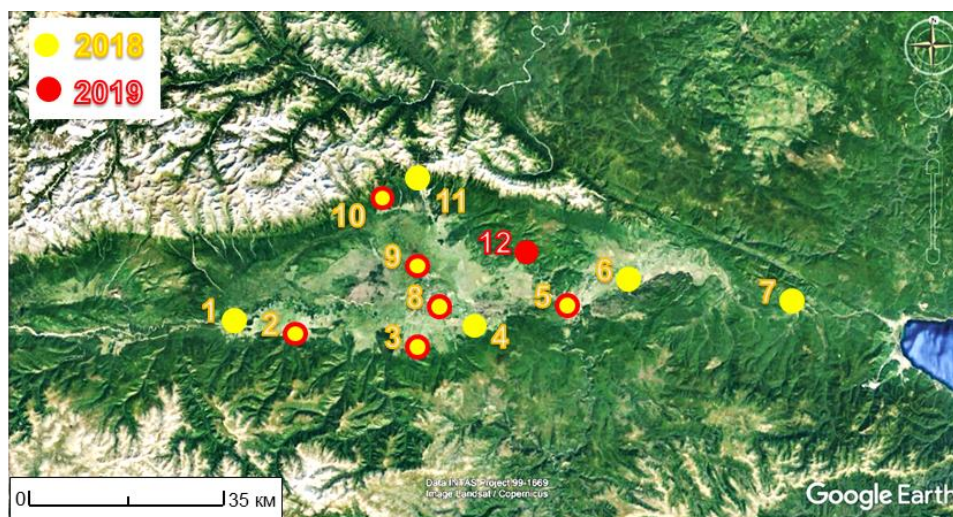 2018
2019
N
10
11
12
9
6
1
2
8
5
7
3
4
0 35 км
Data INTAS Project 99-1669
Image Landsat / Copernicus
Google Earth